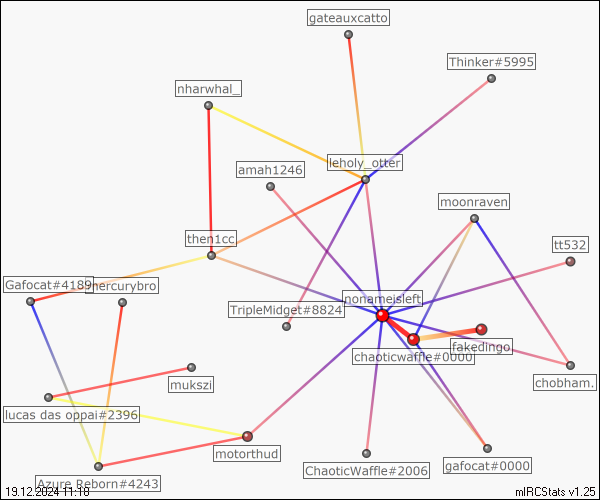 gateauxcatto
Thinker#5995
nharwhal_
leholy_otter
amah1246
moonraven
then1cc
tt532
Gafocat#4189
mercurybro
nonameisleft
TripleMidget#8824
fakedingo.
chaoticwaffle#0000
mukszi
chobham.
lucas das oppai#2396
motorthud
ChaoticWaffle#2006
gafocat#0000
Azure Reborn#4243
19.12.2024 11:18
mIRCStats v1.25